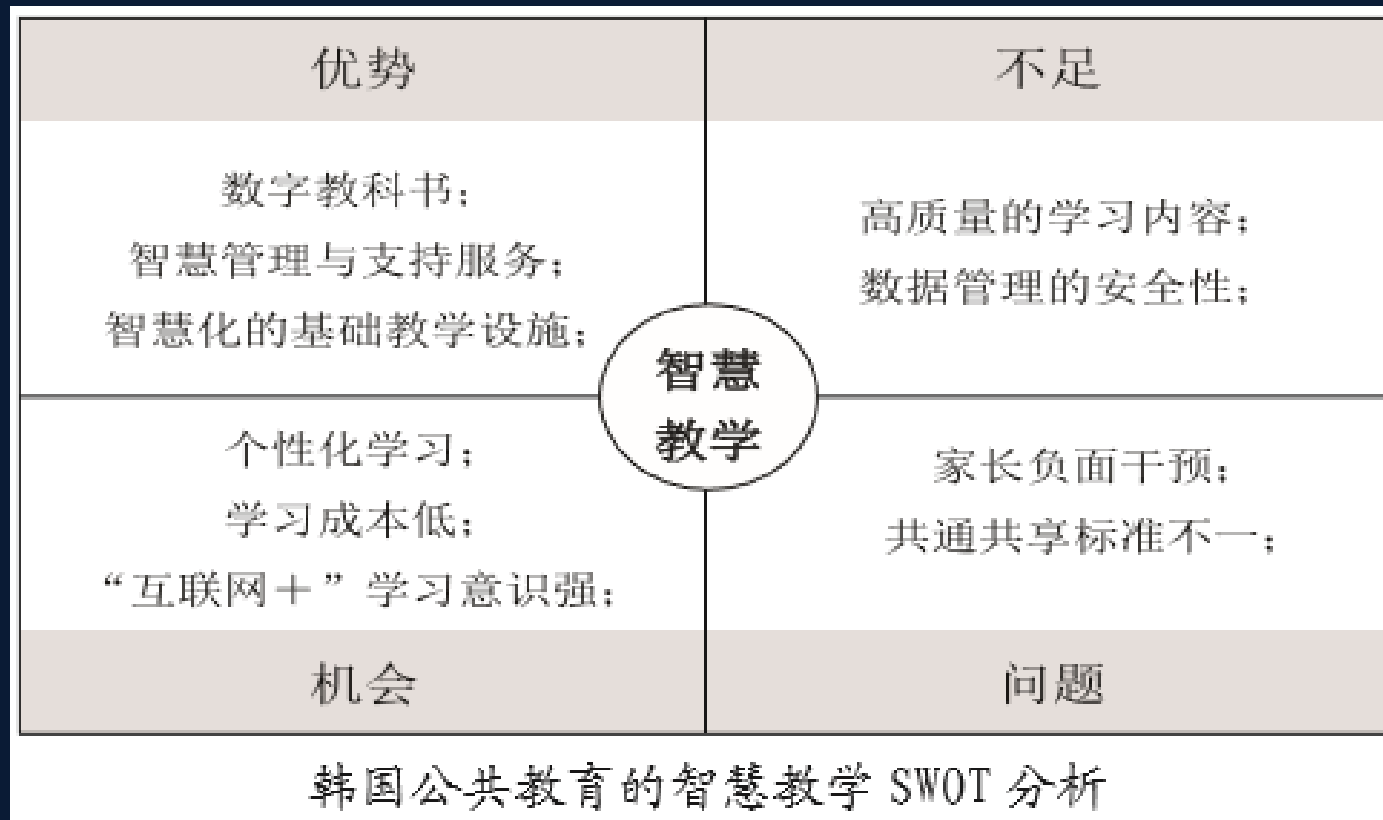 优势
数字教科书；
智慧管理与支持服务；
智慧化的基础教学设施；
不足
高质量的学习内容；
数据管理的安全性；
智慧
教学
个性化学习；
学习成本低；
“互联网＋”学习意识强；
机会
家长负面干预；
共通共享标准不一；
问题
韩国公共教育的智慧教学 SWOT 分析